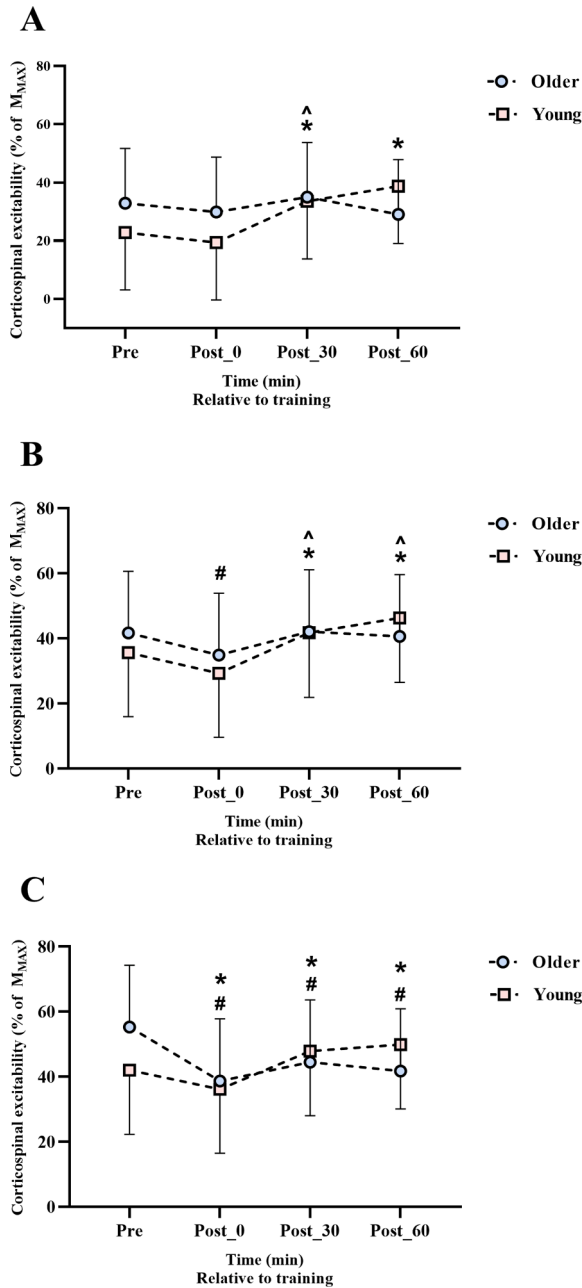 A
Corticospinal excitability (% of MMAX)
80
60
40
20
0
^
*
*
Older
Young
Pre
Post_0
Post_30
Post_60
Time (min)
Relative to training
B
Corticospinal excitability (% of MMAX)
80
60
40
20
0
#
^
*
^
*
Older
Young
Pre
Post_0
Post_30
Post_60
Time (min)
Relative to training
C
Corticospinal excitability (% of MMAX)
80
60
40
20
0
*
#
*
#
*
#
Older
Young
Pre
Post_0
Post_30
Post_60
Time (min)
Relative to training